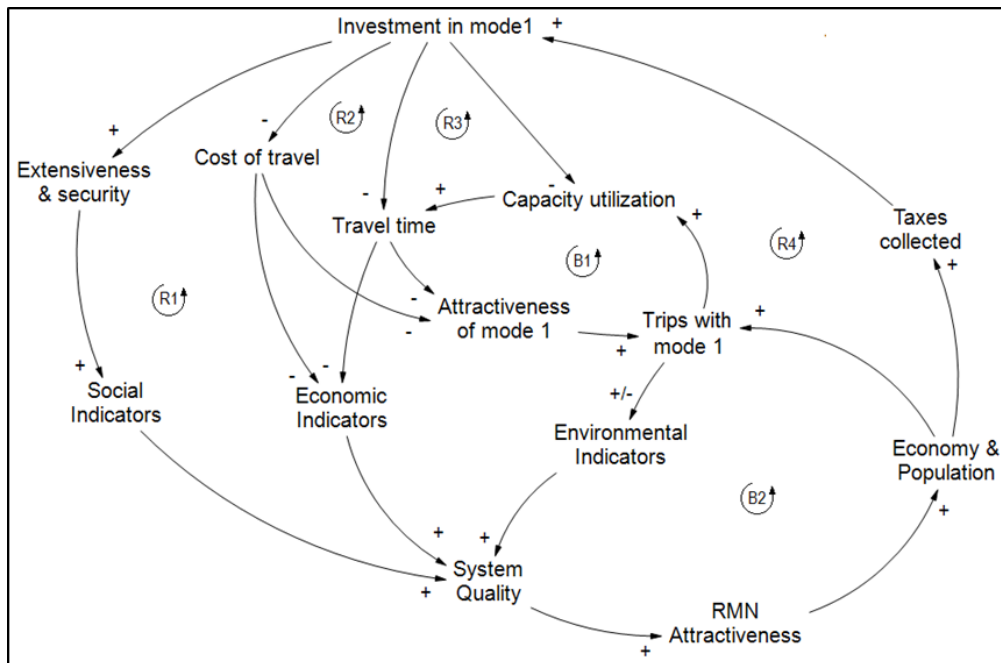 Investment in mode1 +
R2
R3
+
-
Extensiveness
& security
Cost of travel
-
-
+
Capacity utilization
Travel time
+
Taxes
collected
R4
+
B1
R1
-
-
Attractiveness
of mode 1
+
Trips with
mode 1
+
+
Social
Indicators
-
-
Economic
Indicators
+/-
Environmental
Indicators
Economy &
Population
+
B2
+
+
+
System
Quality
RMN
Attractiveness
+